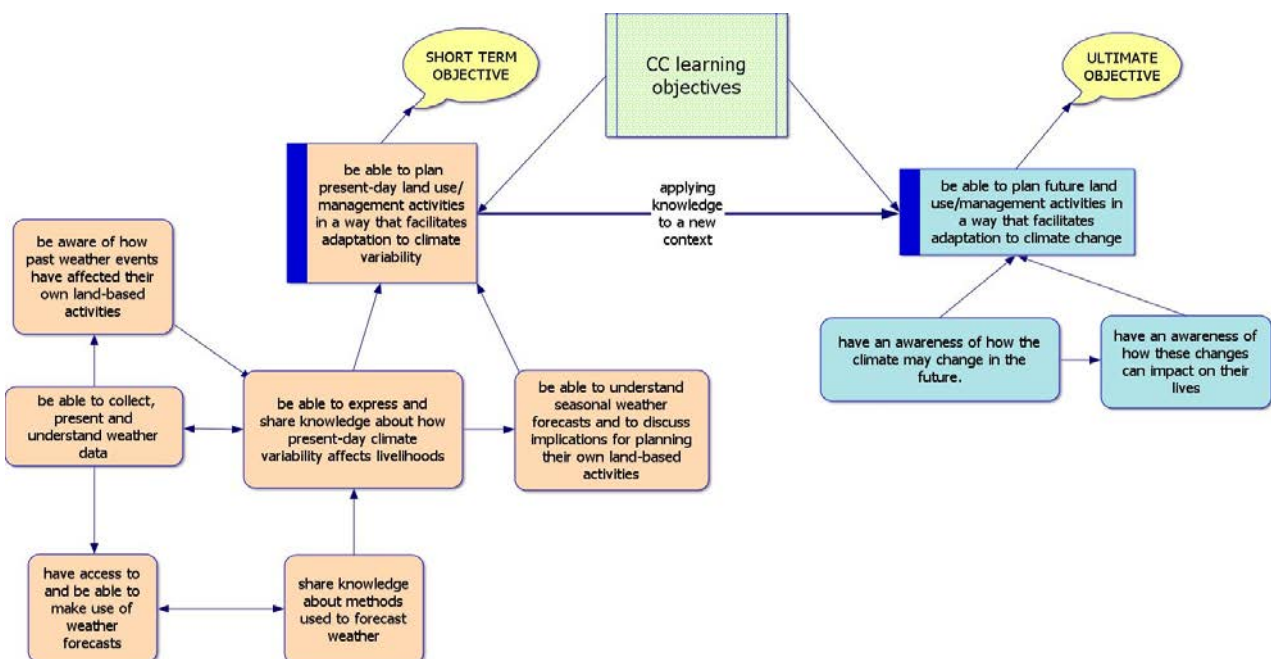 SHORT TERM
OBJECTIVE
CC learning
objectives
ULTIMATE
OBJECTIVE
be able to plan
present-day land use/
management activities
in a way that facilitates
adaptation to climate
variability
applying
knowledge
to a new
context
be able to plan future land
use/management activities in
a way that facilitates
adaptation to climate change
be aware of how
past weather events
have affected their
own land-based
activities
have an awareness of how the
climate may change in the
future.
have an awareness of
how these changes
can impact on their
lives
be able to collect,
present and
understand weather
data
be able to express and
share knowledge about how
present-day climate
variability affects livelihoods
be able to understand
seasonal weather
forecasts and to discuss
implications for planning
their own land-based
activities
have access to
and be able to
make use of
weather
forecasts
share knowledge
about methods
used to forecast
weather